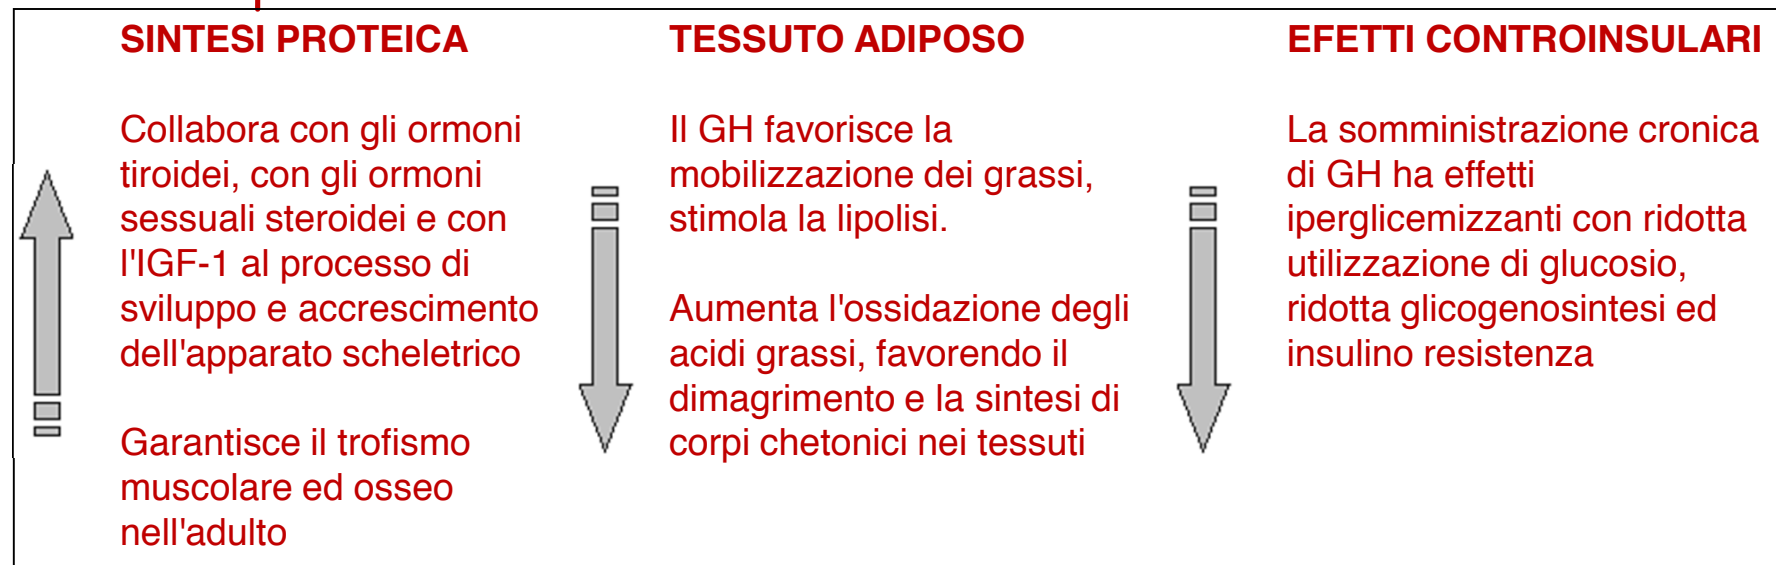 SINTESI PROTEICA
Collabora con gli ormoni
tiroidei, con gli ormoni
sessuali steroidei e con
l'IGF-1 al processo di
sviluppo e accrescimento
dell'apparato scheletrico
Garantisce il trofismo
muscolare ed osseo
nell'adulto
TESSUTO ADIPOSO
Il GH favorisce la
mobilizzazione dei grassi,
stimola la lipolisi.
Aumenta l'ossidazione degli
acidi grassi, favorendo il
dimagrimento e la sintesi di
corpi chetonici nei tessuti
EFETTI CONTROINSULARI
La somministrazione cronica
di GH ha effetti
iperglicemizzanti con ridotta
utilizzazione di glucosio,
ridotta glicogenosintesi ed
insulino resistenza